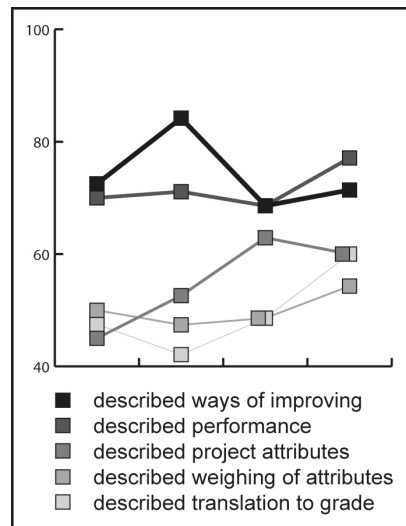 100
80
60
40
described ways of improving
described performance
described project attributes
described weighing of attributes
described translation to grade